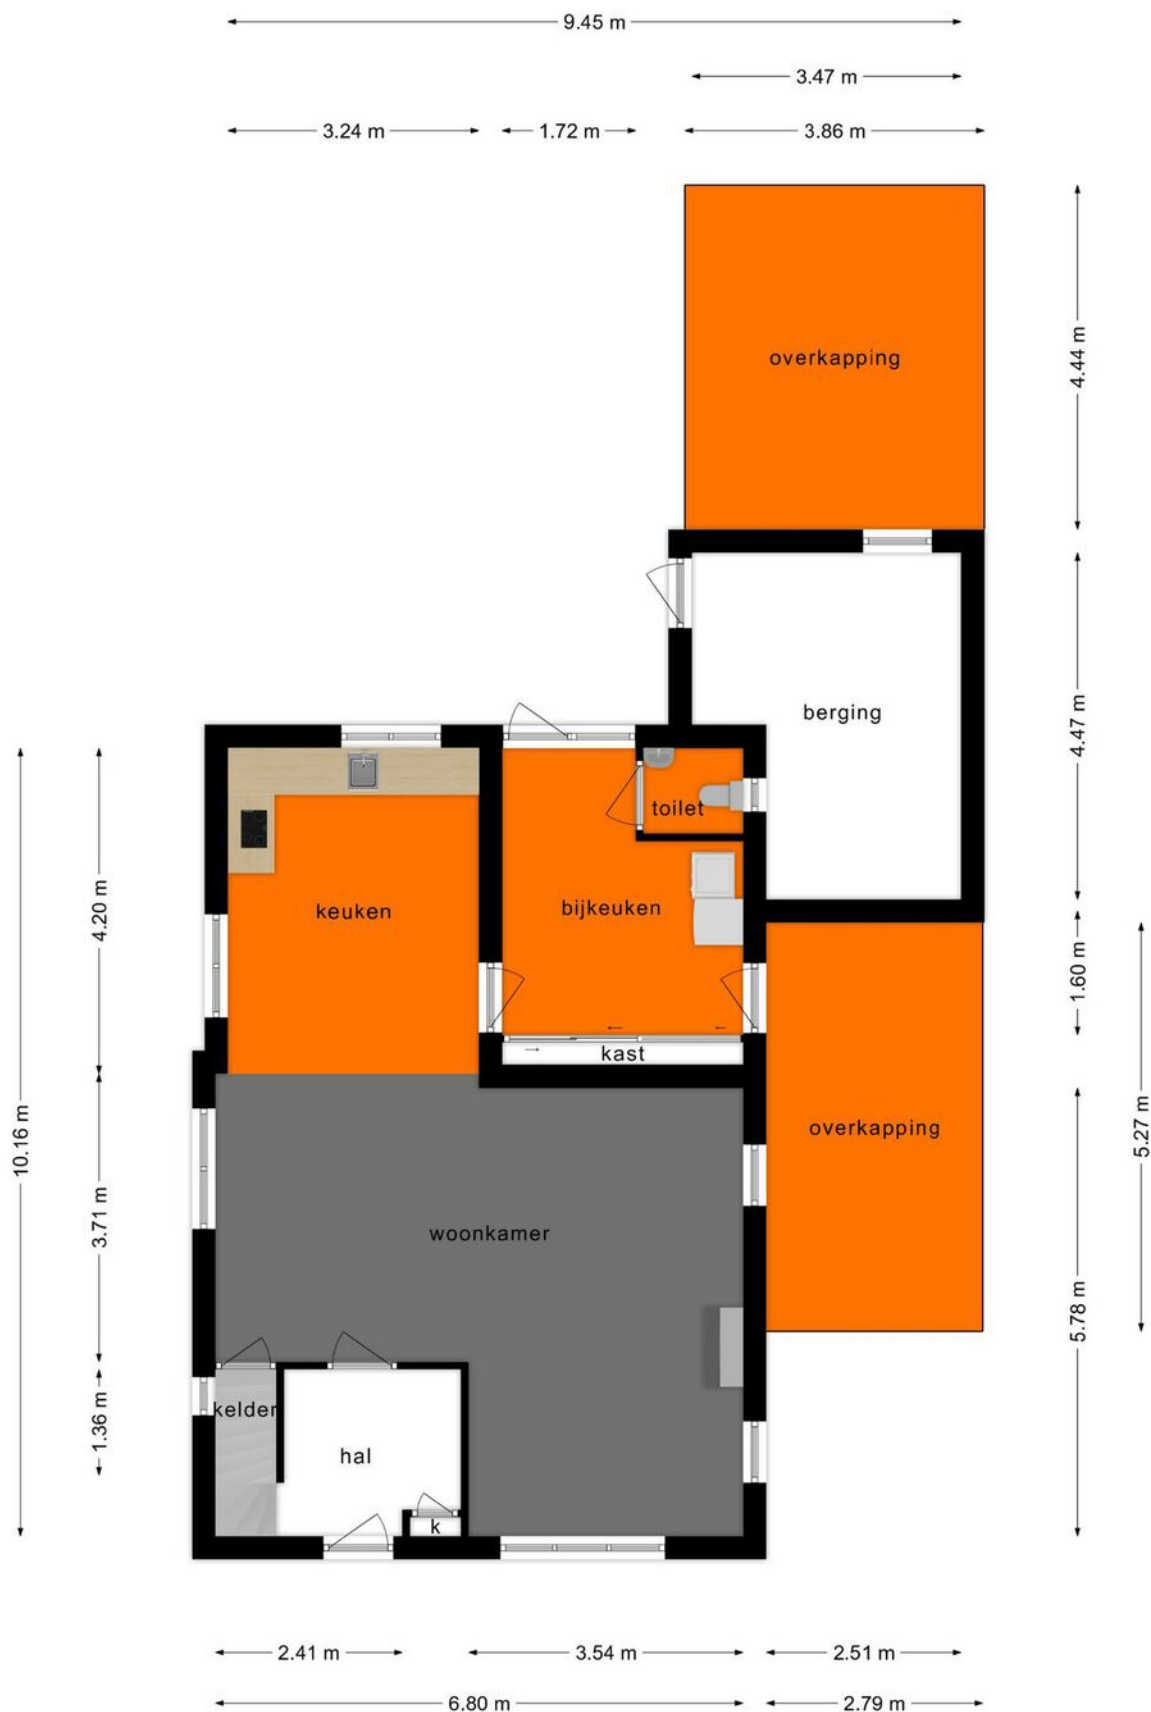 9.45 m
3.47 m
3.24 m
1.72 m
3.86 m
overkapping
4.44 m
berging
4.47 m
toilet
keuken
bijkeuken
4.20 m
1.60 m
kast
overkapping
5.27 m
10.16 m
3.71 m
woonkamer
5.78 m
kelder
1.36 m
hal
k
2.41 m
3.54 m
2.51 m
6.80 m
2.79 m